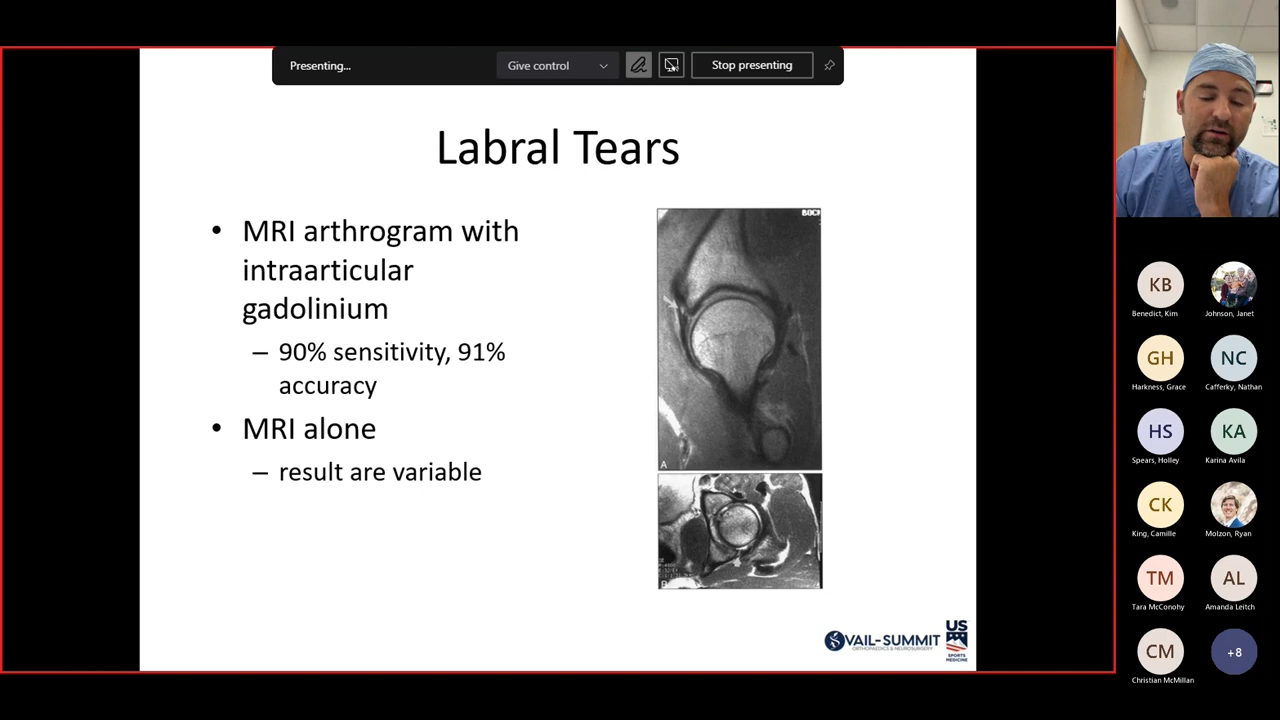 Presenting...
Give control
Stop presenting
Labral Tears
• MRI arthrogram with
intraarticular
gadolinium
– 90% sensitivity, 91%
accuracy
• MRI alone
– result are variable
A
B
VAIL-SUMMIT
ORTHOPAEDICS & NEUROSURGERY
US
SPORTS
MEDICINE
KB
Benedict, Kim
Johnson, Janet
GH
Harkness, Grace
NC
Cafferky, Nathan
HS
Spears, Holley
KA
Karina Avila
CK
King, Camille
Molzon, Ryan
TM
Tara McConohy
AL
Amanda Leitch
CM
Christian McMillan
+8